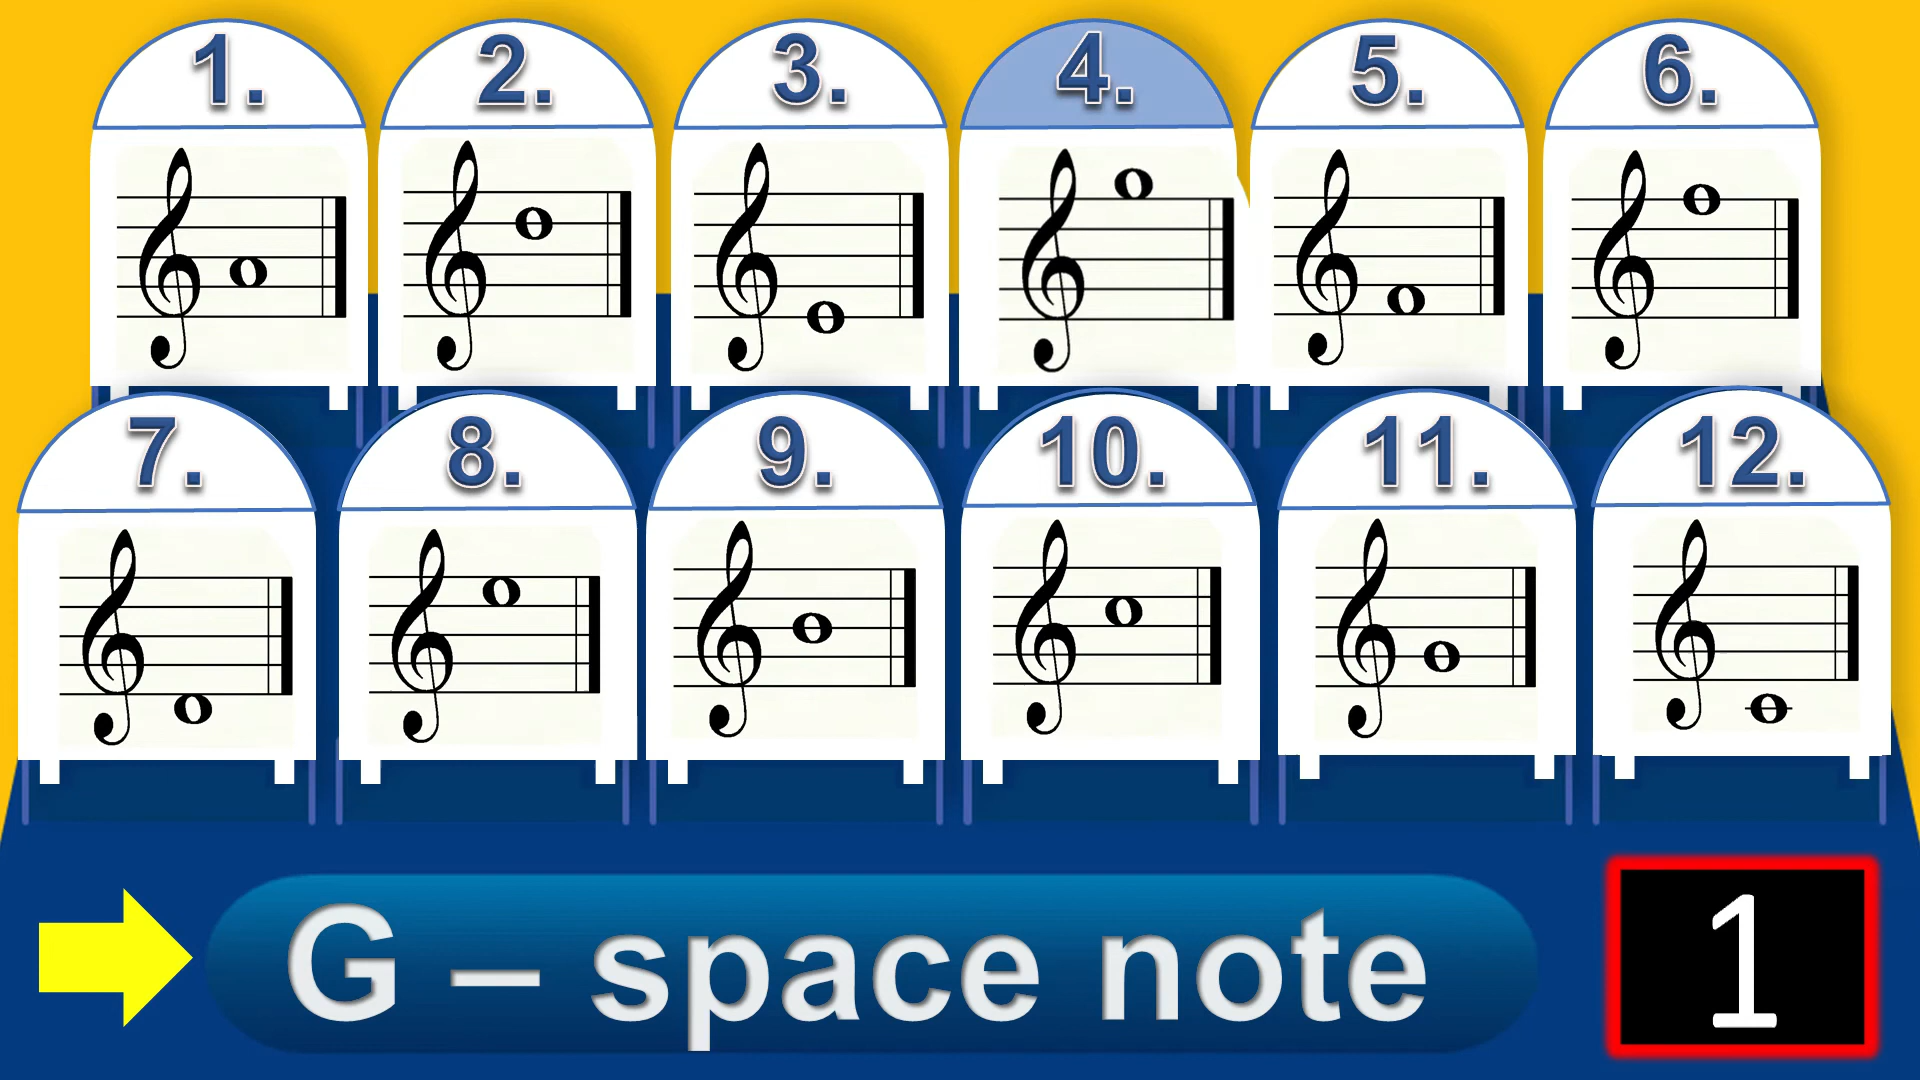 1. 2. 3. 4. 5. 6.
7. 8. 9. 10. 11. 12.
G – space note 1